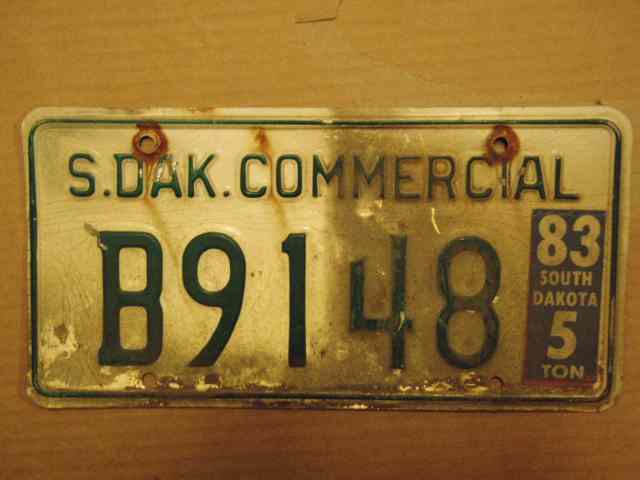 S.DAK.COMMERCIAL
B9148
83
SOUTH
DAKOTA
5
TON